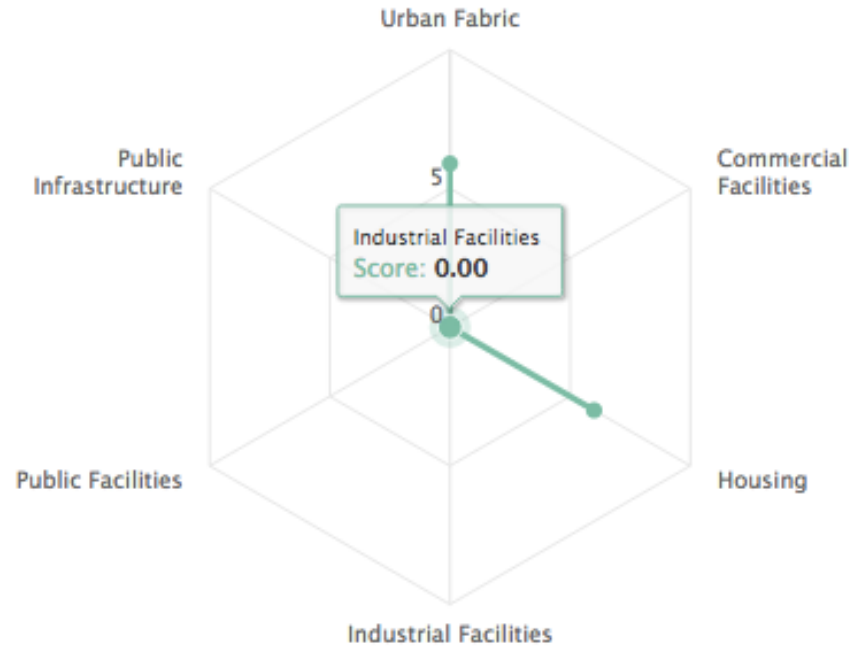 Urban Fabric
Public
Infrastructure
Commercial
Facilities
5
Industrial Facilities
Score: 0.00
0
Public Facilities
Housing
Industrial Facilities